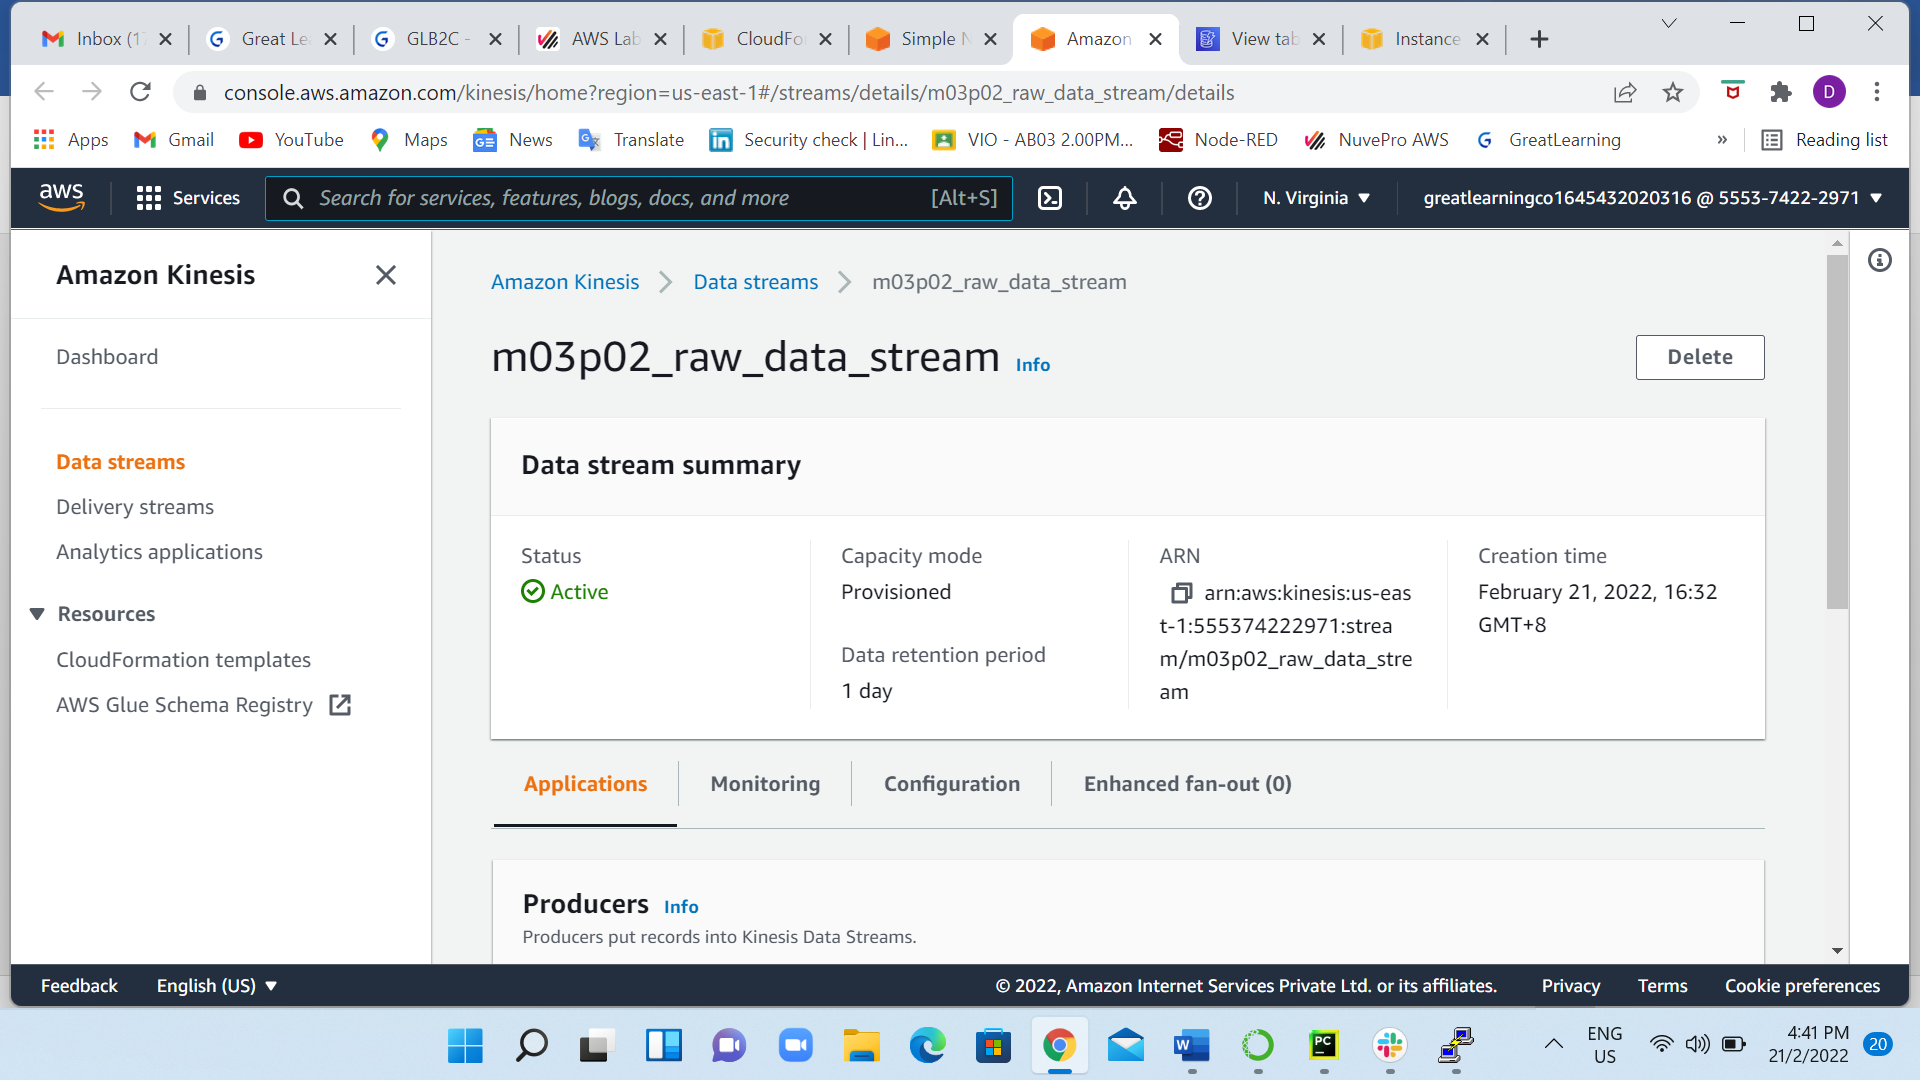 Inbox (17
Great Le
GLB2C -
AWS Lab
CloudFo
Simple N
Amazon
View tab
Instance
console.aws.amazon.com/kinesis/home?region=us-east-1#/streams/details/m03p02_raw_data_stream/details
D
Apps
Gmail
YouTube
Maps
News
Translate
Security check | Lin...
VIO - AB03 2.00PM...
Node-RED
NuvePro AWS
GreatLearning
»
Reading list
aws
Services
Search for services, features, blogs, docs, and more
[Alt+S]
N. Virginia
greatlearningco1645432020316 @ 5553-7422-2971
Amazon Kinesis
Dashboard
Data streams
Delivery streams
Analytics applications
Resources
CloudFormation templates
AWS Glue Schema Registry
Amazon Kinesis
Data streams
m03p02_raw_data_stream
m03p02_raw_data_stream Info
Delete
Data stream summary
Status
Active
Capacity mode
Provisioned
Data retention period
1 day
ARN
arn:aws:kinesis:us-eas
t-1:555374222971:strea
m/m03p02_raw_data_stre
am
Creation time
February 21, 2022, 16:32
GMT+8
Applications
Monitoring
Configuration
Enhanced fan-out (0)
Producers Info
Producers put records into Kinesis Data Streams.
Feedback
English (US)
© 2022, Amazon Internet Services Private Ltd. or its affiliates.
Privacy
Terms
Cookie preferences
ENG
US
4:41 PM
21/2/2022
20